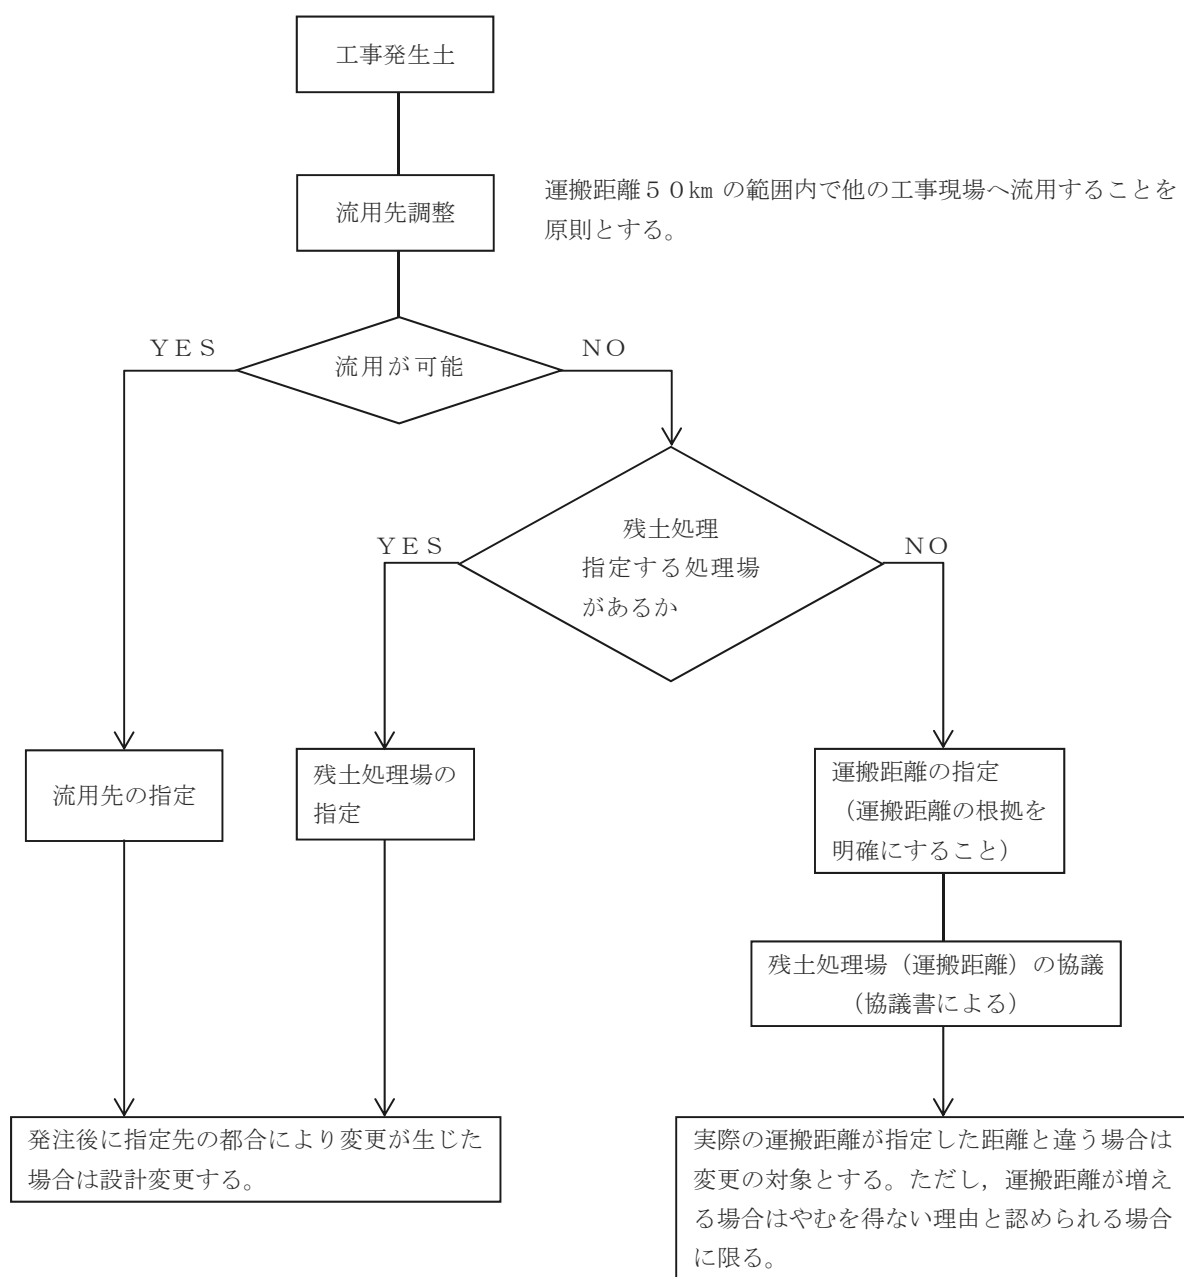 工事発生土
流用先調整
運搬距離５０㎞ の範囲内で他の工事現場へ流用することを
原則とする。
ＹＥＳ
ＮＯ
流用が可能
残土処理
指定する処理場
があるか
ＹＥＳ
ＮＯ
流用先の指定
残土処理場の
指定
運搬距離の指定
（運搬距離の根拠を
明確にすること）
残土処理場（運搬距離）の協議
（協議書による）
発注後に指定先の都合により変更が生じた
場合は設計変更する。
実際の運搬距離が指定した距離と違う場合は
変更の対象とする。ただし，運搬距離が増え
る場合はやむを得ない理由と認められる場合
に限る。